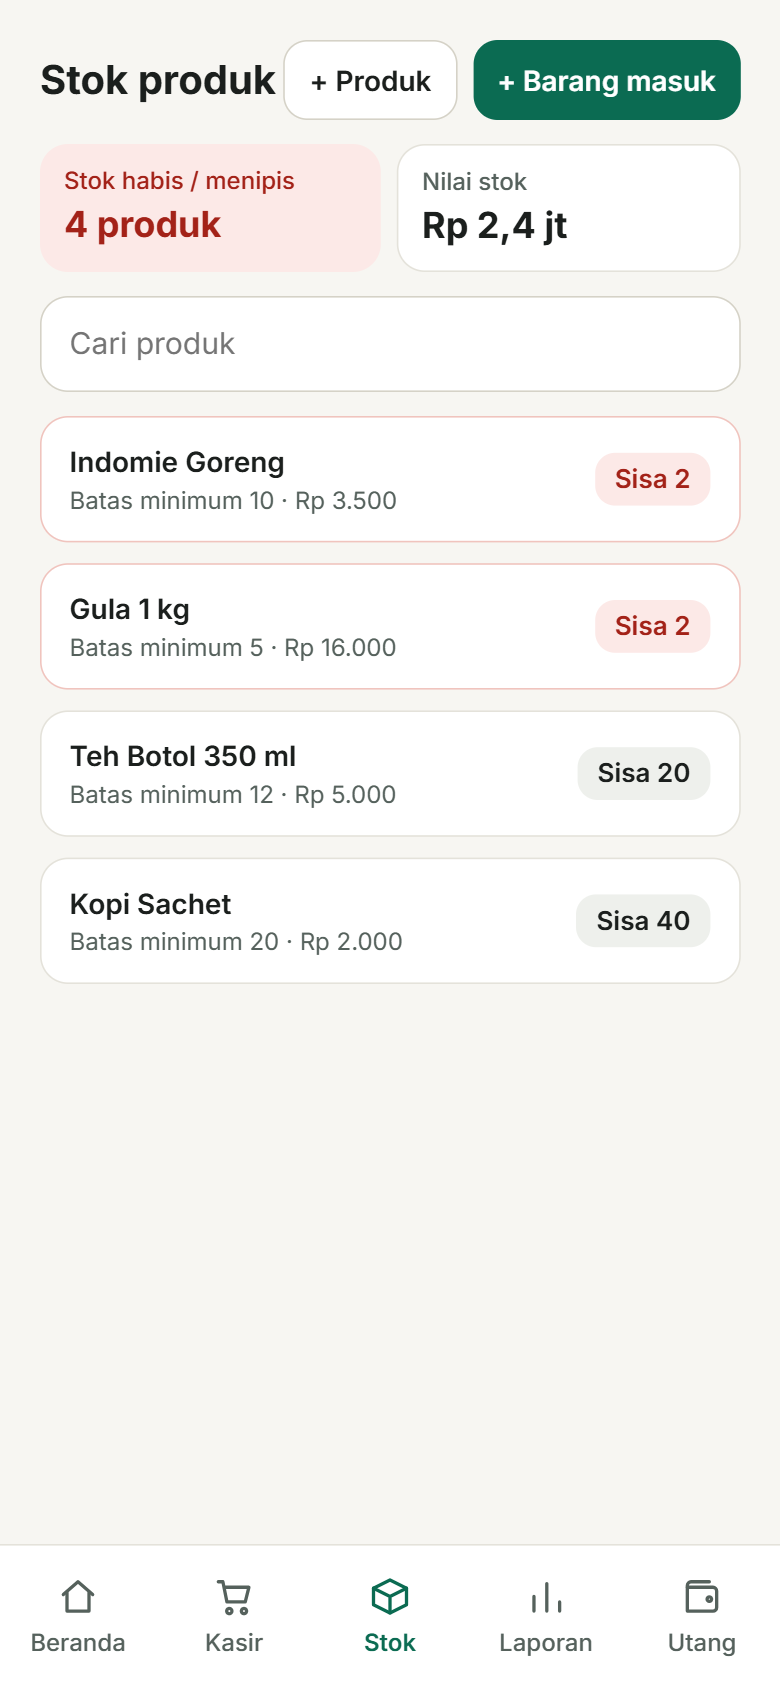 Stok produk
+ Produk
+ Barang masuk
Stok habis / menipis
4 produk
Nilai stok
Rp 2,4 jt
Cari produk
Indomie Goreng
Batas minimum 10 · Rp 3.500
Sisa 2
Gula 1 kg
Batas minimum 5 · Rp 16.000
Sisa 2
Teh Botol 350 ml
Batas minimum 12 · Rp 5.000
Sisa 20
Kopi Sachet
Batas minimum 20 · Rp 2.000
Sisa 40
Beranda
Kasir
Stok
Laporan
Utang